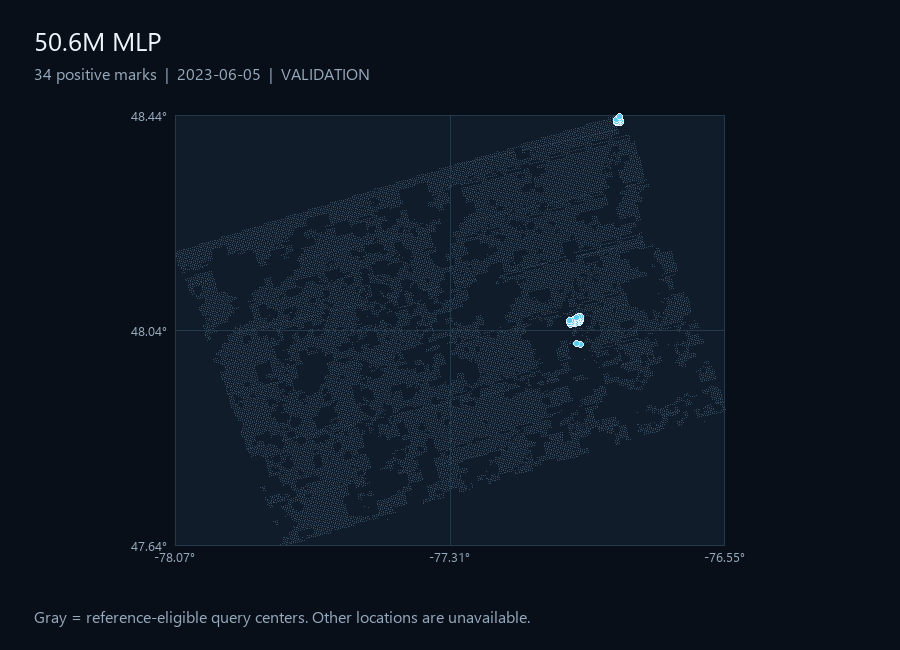 50.6M MLP
34 positive marks | 2023-06-05 | VALIDATION
48.44°
48.04°
47.64°
-78.07°
-77.31°
-76.55°
Gray = reference-eligible query centers. Other locations are unavailable.